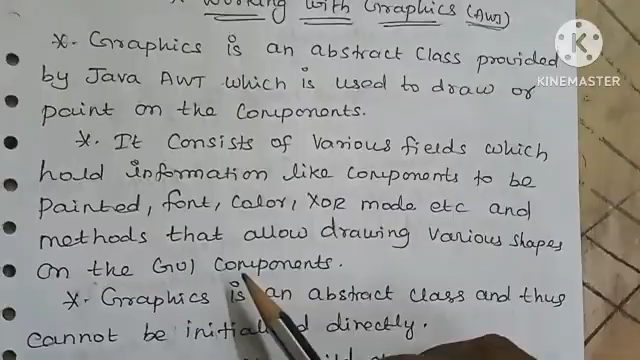 * Working with Graphics (AWT)
* Graphics is an abstract class provided
by Java AWT which is used to draw or
paint on the components.
* It consists of various fields which
hold information like components to be
painted, font, color, XOR mode etc and
methods that allow drawing various shapes
on the GUI components.
* Graphics is an abstract class and thus
cannot be directly.
K
KINEMASTER